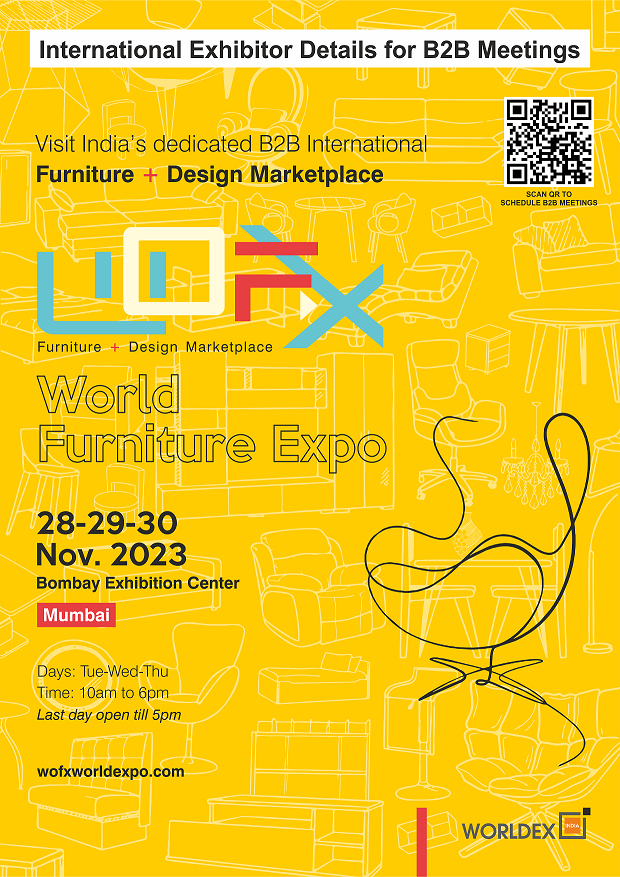 International Exhibitor Details for B2B Meetings
Visit India's dedicated B2B International
Furniture + Design Marketplace
SCAN QR TO
SCHEDULE B2B MEETINGS
WOFX
Furniture + Design Marketplace
World
Furniture Expo
28-29-30
Nov. 2023
Bombay Exhibition Center
Mumbai
Days: Tue-Wed-Thu
Time: 10am to 6pm
Last day open till 5pm
wofxworldexpo.com
WORLDEX INDIA